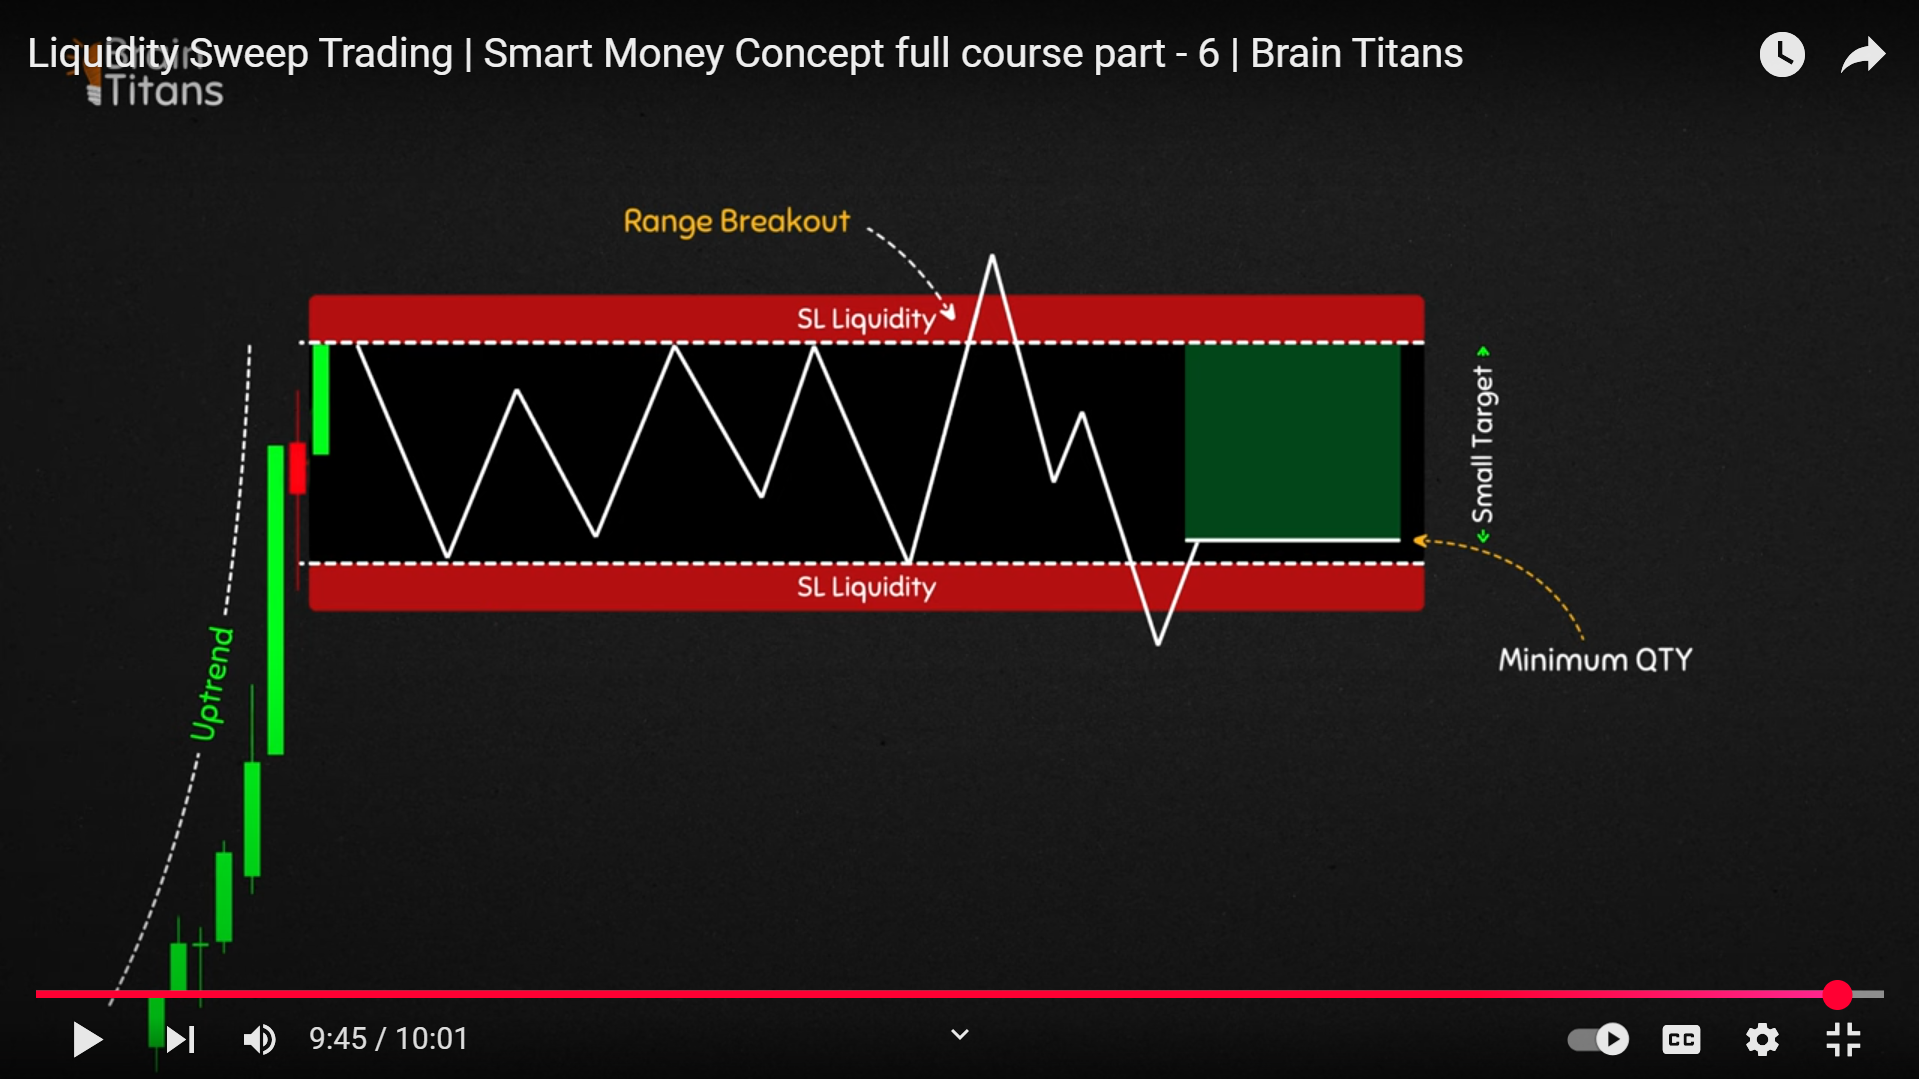 Liquidity Sweep Trading | Smart Money Concept full course part - 6 | Brain Titans
Brain
Titans
Range Breakout
SL Liquidity
Small Target
SL Liquidity
Minimum QTY
Uptrend
9:45 / 10:01
CC